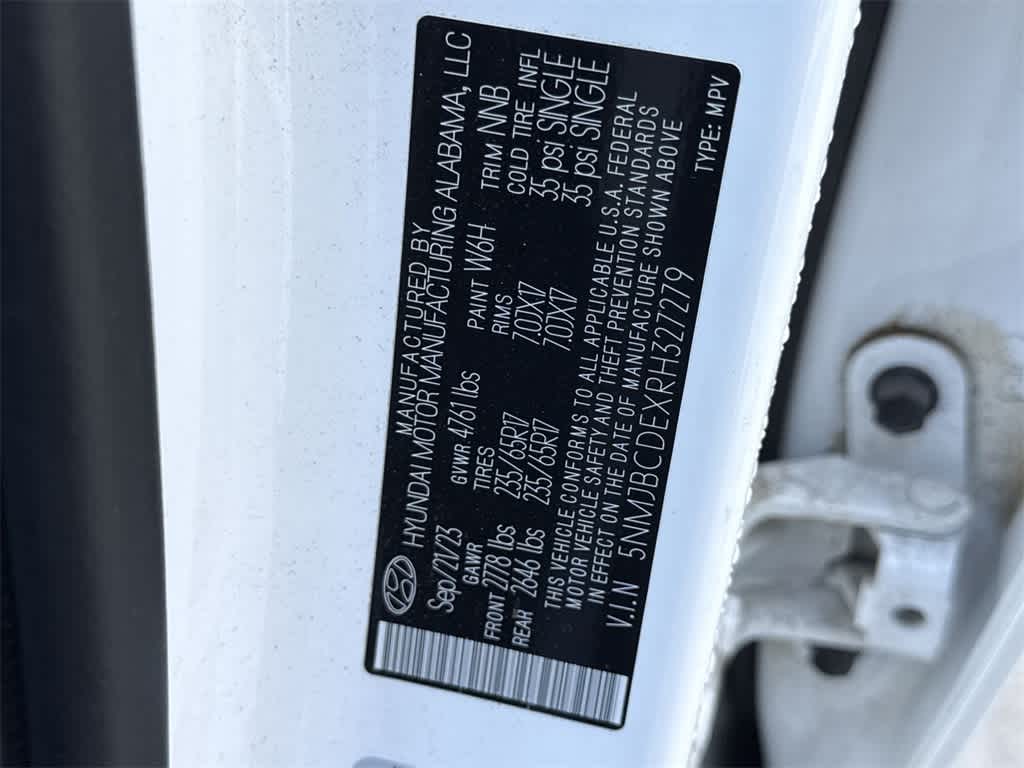 MANUFACTURED BY
HYUNDAI MOTOR MANUFACTURING ALABAMA, LLC
Sep/21/23 GVWR 4761 lbs PAINT W6H TRIM NNB
GAWR TIRES RIMS COLD TIRE INFL
FRONT 2778 lbs 235/65R17 7.0JX17 35 psi SINGLE
REAR 2646 lbs 235/65R17 7.0JX17 35 psi SINGLE
THIS VEHICLE CONFORMS TO ALL APPLICABLE U.S.A. FEDERAL
MOTOR VEHICLE SAFETY AND THEFT PREVENTION STANDARDS
IN EFFECT ON THE DATE OF MANUFACTURE SHOWN ABOVE
V.I.N 5NMJBCDEXRH327279 TYPE: MPV